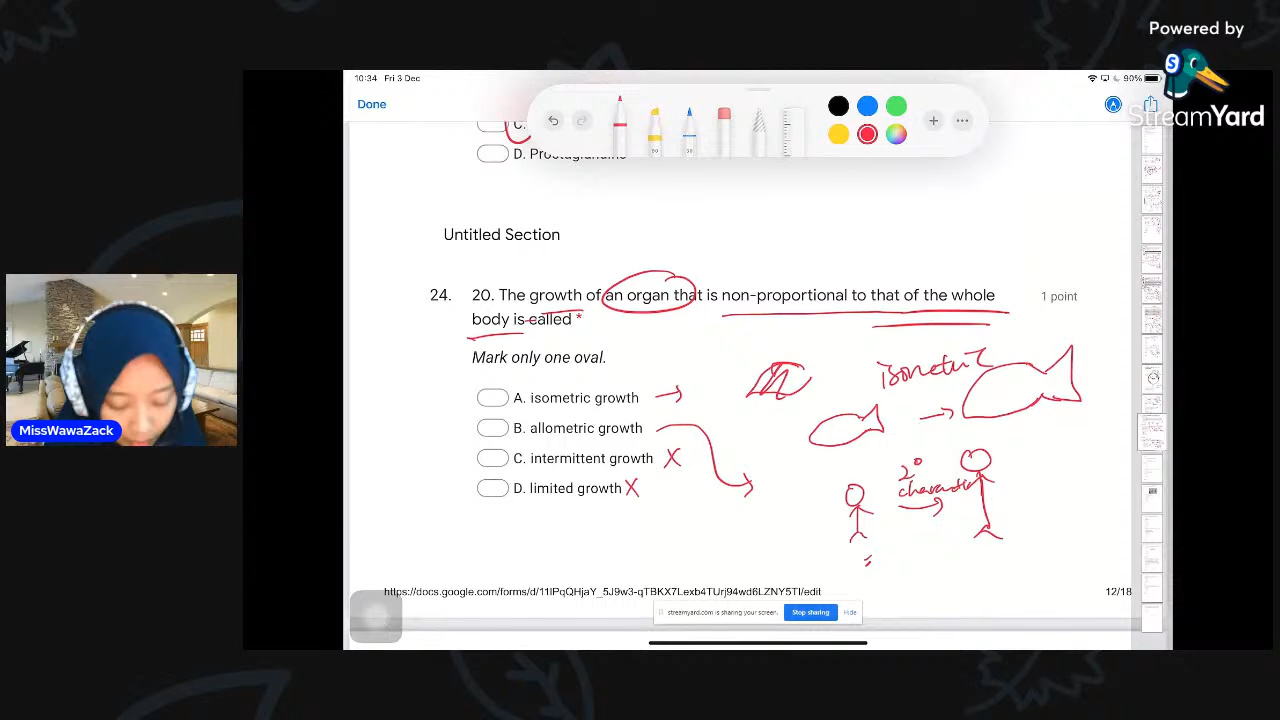 Powered by
StreamYard
10:34 Fri 3 Dec
90%
Done
C.
D. Prostaglandins
Untitled Section
24. 20. The growth of an organ that is non-proportional to that of the whole 1 point
body is called *
Mark only one oval.
isometric
A. isometric growth
B. allometric growth
C. intermittent growth X
D. limited growth X
2°
MissWawaZack
https://docs.google.com/forms/d/11IPqQHjaY_5J9w3-qTBKX7Lexb4TUrj94wd6LZNY5TI/edit
12/18
streamyard.com is sharing your screen.
Stop sharing
Hide